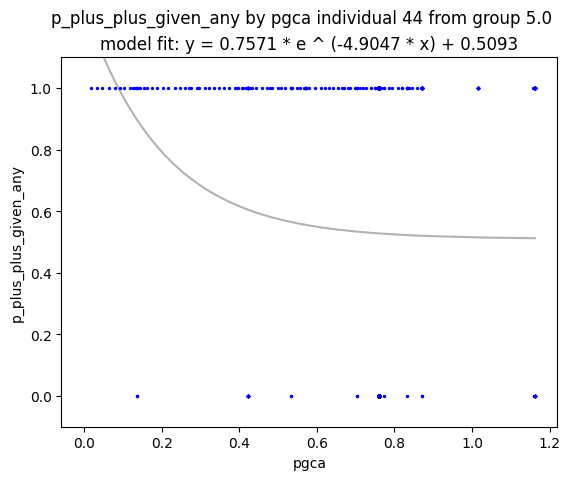 p_plus_plus_given_any by pgca individual 44 from group 5.0
model fit: y = 0.7571 * e ^ (-4.9047 * x) + 0.5093
1.0
0.8
0.6
0.4
0.2
0.0
p_plus_plus_given_any
0.0 0.2 0.4 0.6 0.8 1.0 1.2
pgca